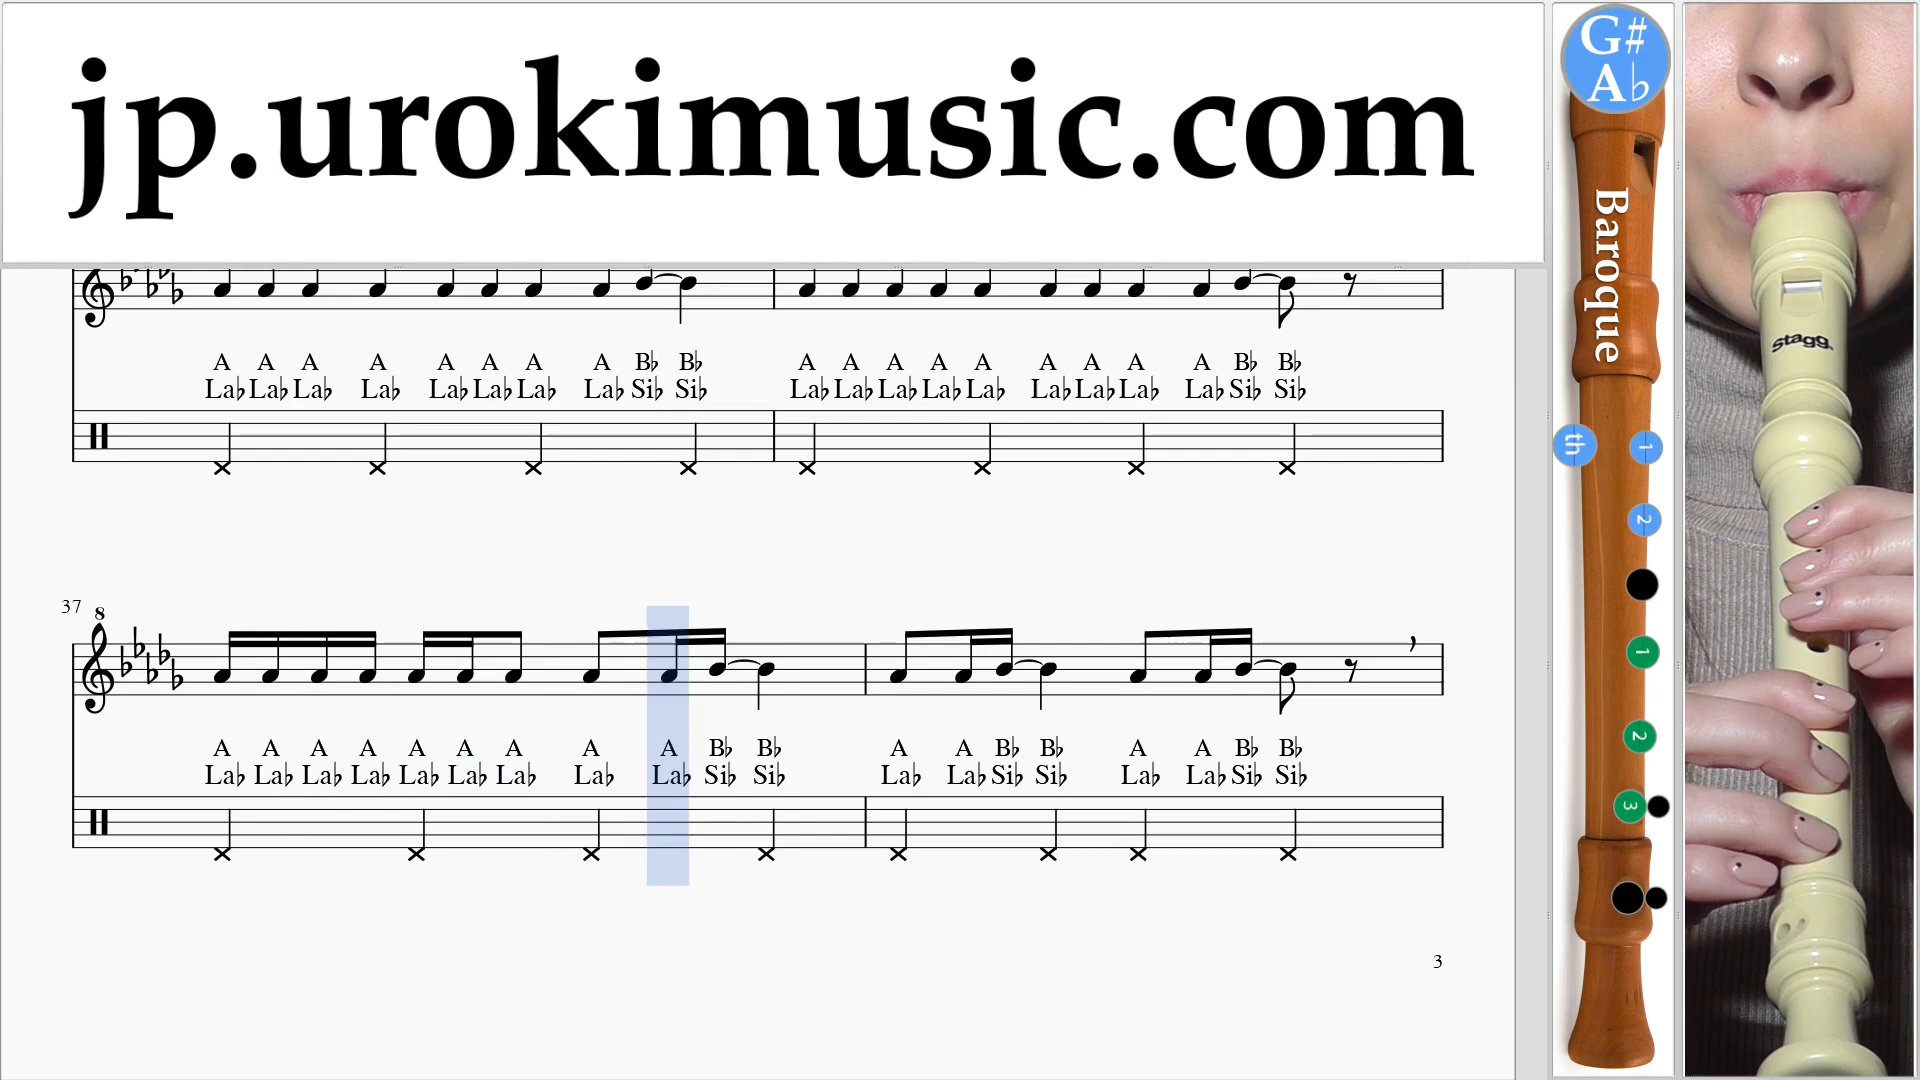 jp.urokimusic.com
G♯
A♭
Baroque
Stagg
A A A A A A A A B♭ B♭ A A A A A A A A A B♭ B♭
La♭ La♭ La♭ La♭ La♭ La♭ La♭ La♭ Si♭ Si♭ La♭ La♭ La♭ La♭ La♭ La♭ La♭ La♭ La♭ Si♭ Si♭
th 1
2
37 8
A A A A A A A A A B♭ B♭ A A B♭ B♭ A A B♭ B♭
La♭ La♭ La♭ La♭ La♭ La♭ La♭ La♭ La♭ Si♭ Si♭ La♭ La♭ Si♭ Si♭ La♭ La♭ Si♭ Si♭
1
2
3
3